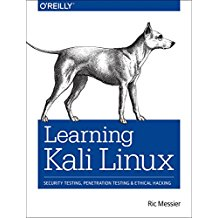 O'REILLY®
Learning
Kali Linux
SECURITY TESTING, PENETRATION TESTING & ETHICAL HACKING
Ric Messier